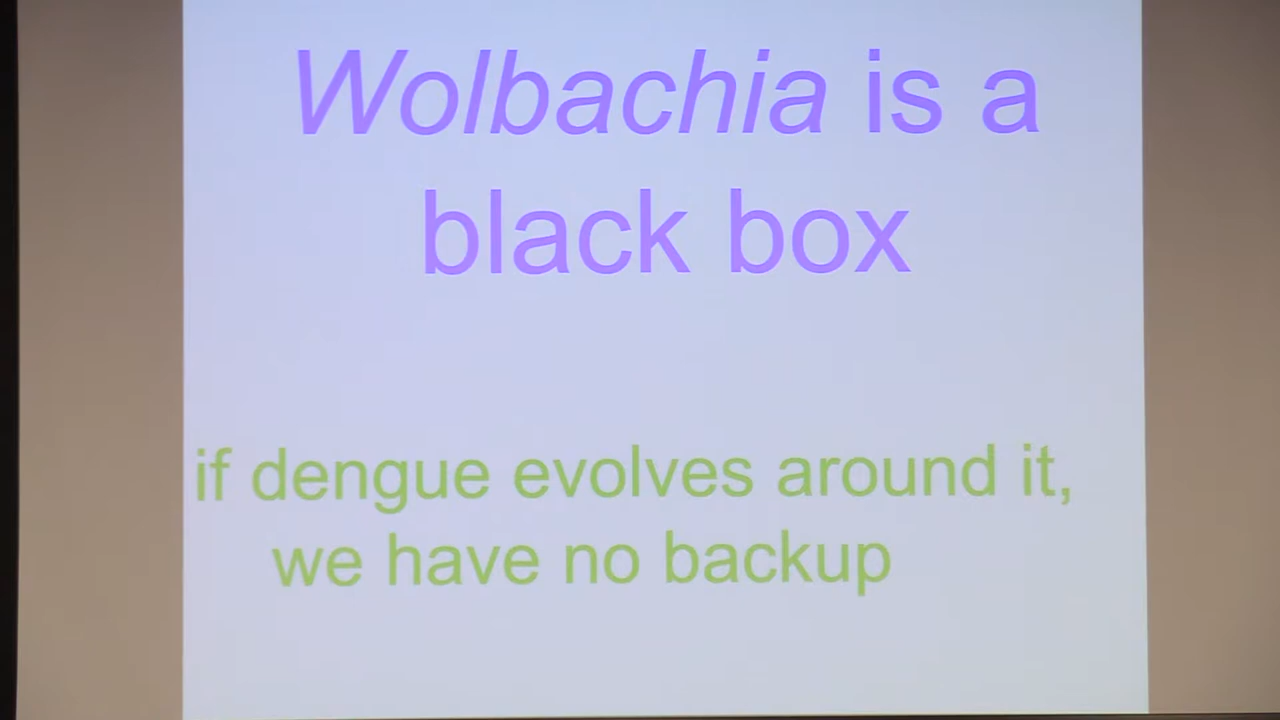 Wolbachia is a
black box
if dengue evolves around it,
we have no backup